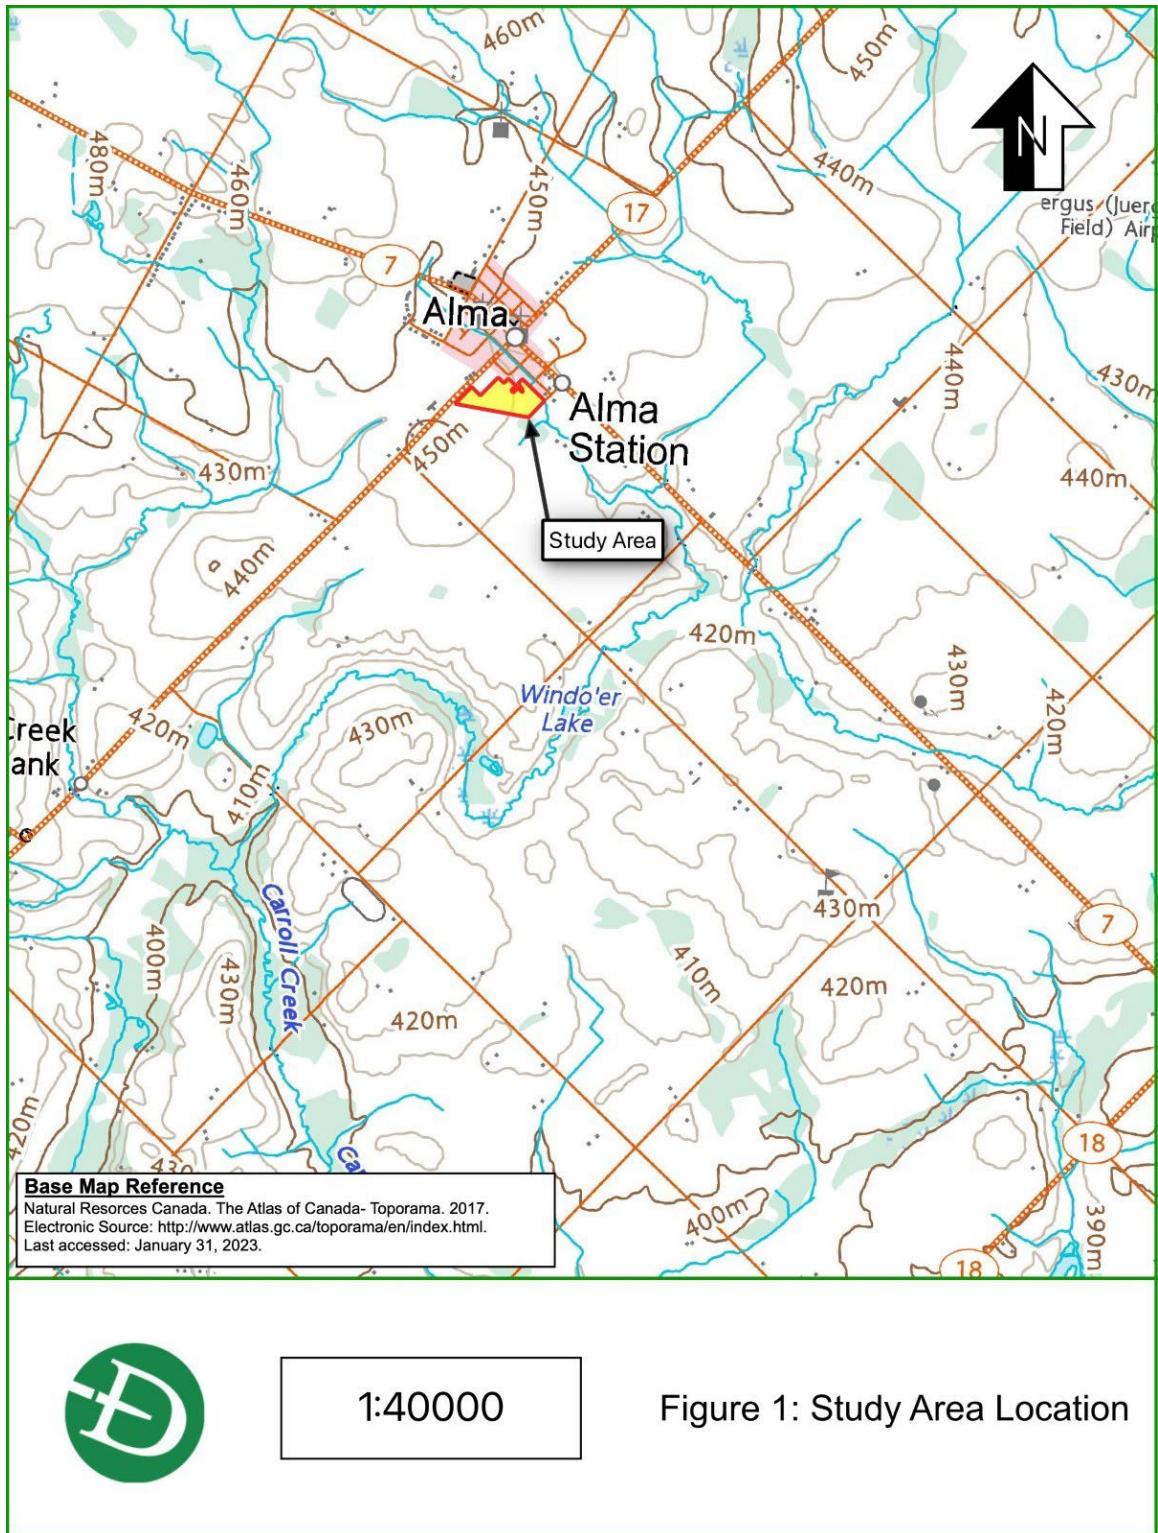 460m
450m
N
480m
460m
450m
440m
17
ergus (Juerg
Field) Airp
7
Alma
440m
430m
Alma
Station
450m
430m
440m
Study Area
440m
420m
430m
Windo'er
Lake
420m
430m
420m
Creek
ank
410m
430m
7
Carroll Creek
400m
430m
410m
420m
420m
420m
18
430
Ca
400m
390m
18
Base Map Reference
Natural Resorces Canada. The Atlas of Canada- Toporama. 2017.
Electronic Source: http://www.atlas.gc.ca/toporama/en/index.html.
Last accessed: January 31, 2023.
Đ
1:40000
Figure 1: Study Area Location